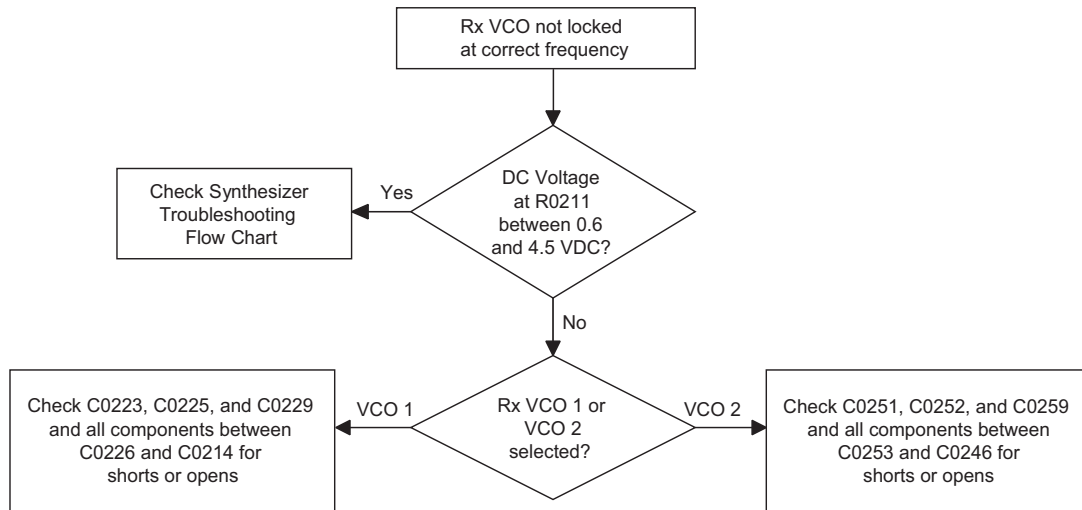 Rx VCO not locked
at correct frequency
DC Voltage
at R0211
between 0.6
and 4.5 VDC?
Yes
Check Synthesizer
Troubleshooting
Flow Chart
No
Rx VCO 1 or
VCO 2
selected?
VCO 1
Check C0223, C0225, and C0229
and all components between
C0226 and C0214 for
shorts or opens
VCO 2
Check C0251, C0252, and C0259
and all components between
C0253 and C0246 for
shorts or opens